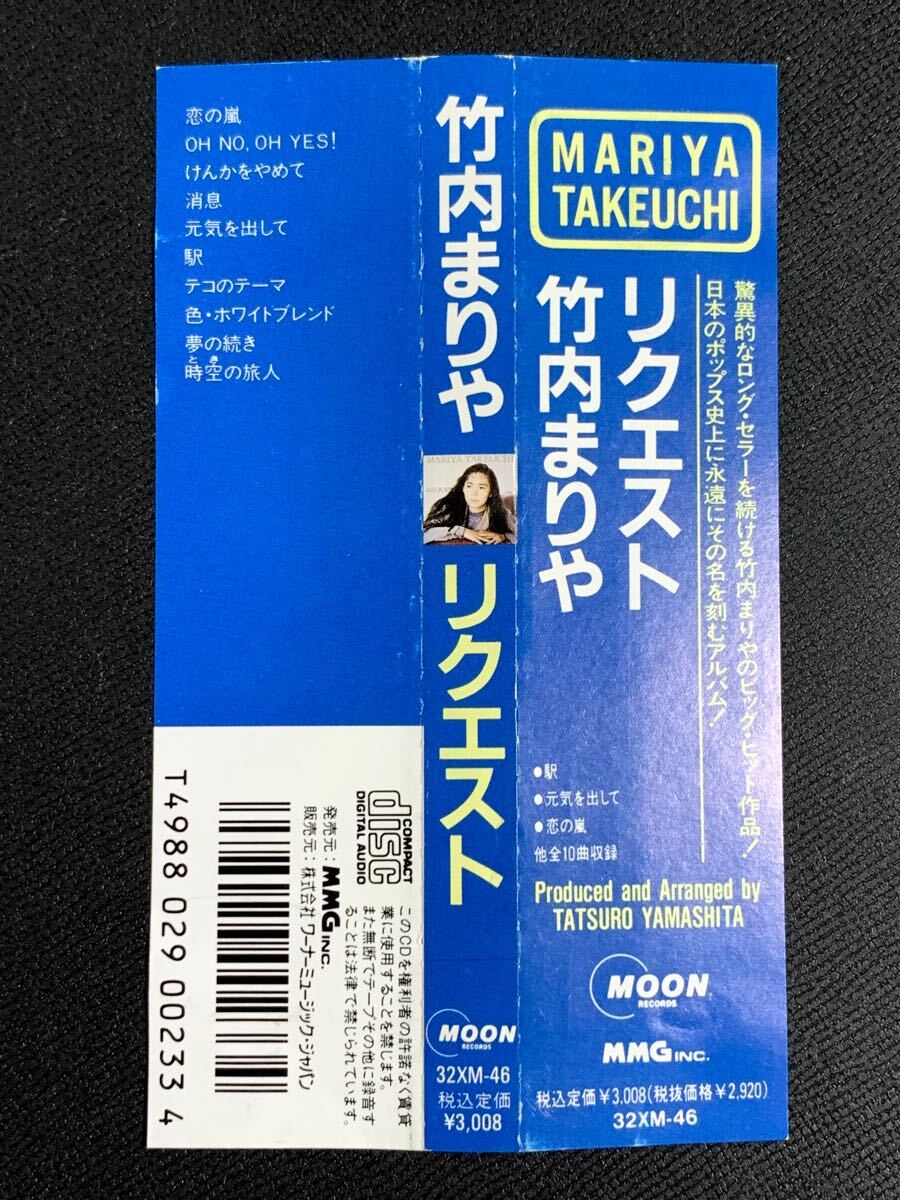 恋の嵐
OH NO, OH YES!
けんかをやめて
消息
元気を出して
駅
テコのテーマ
色・ホワイトブレンド
夢の続き
とき
時空の旅人
T4988 029 00233 4
発売元:MMG INC.
販売元:株式会社 ワーナーミュージック・ジャパン
COMPACT
disc
DIGITAL AUDIO
このCDを権利者の許諾なく賃貸
業に使用することを禁じます。
また無断でテープその他に録音す
ることは法律で禁じられています。
竹内まりや
MARIYA TAKEUCHI
リクエスト
MOON
RECORDS
32XM-46
税込定価
¥3,008
MARIYA
TAKEUCHI
リクエスト
竹内まりや
驚異的なロング・セラーを続ける竹内まりやのビッグ・ヒット作品!
日本のポップス史上に永遠にその名を刻むアルバム!
●駅
●元気を出して
●恋の嵐
他全10曲収録
Produced and Arranged by
TATSURO YAMASHITA
MOON
RECORDS
MMG INC.
税込定価¥3,008(税抜価格¥2,920)
32XM-46